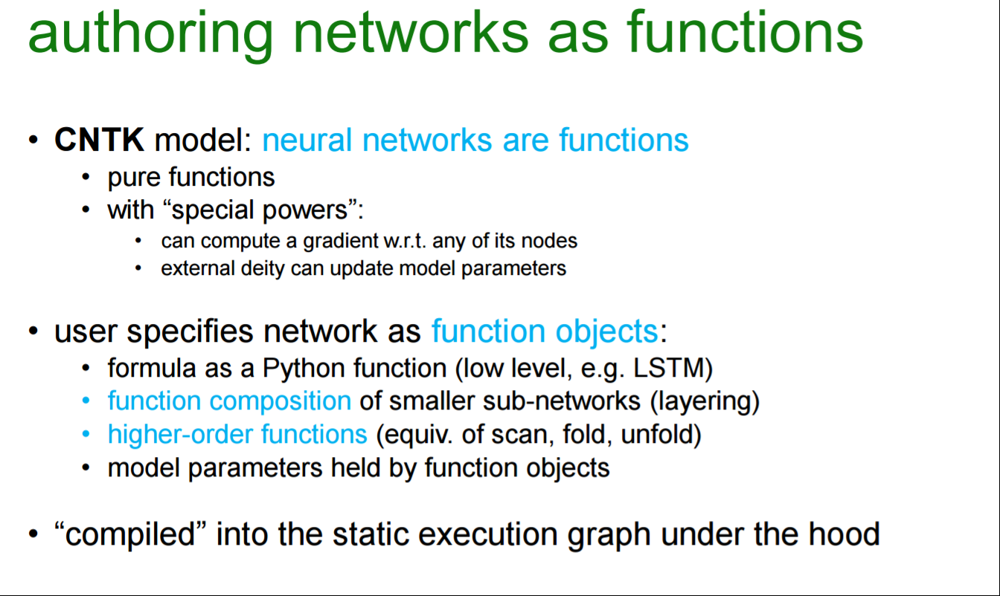 authoring networks as functions
• CNTK model: neural networks are functions
• pure functions
• with “special powers”:
• can compute a gradient w.r.t. any of its nodes
• external deity can update model parameters
• user specifies network as function objects:
• formula as a Python function (low level, e.g. LSTM)
• function composition of smaller sub-networks (layering)
• higher-order functions (equiv. of scan, fold, unfold)
• model parameters held by function objects
• “compiled” into the static execution graph under the hood